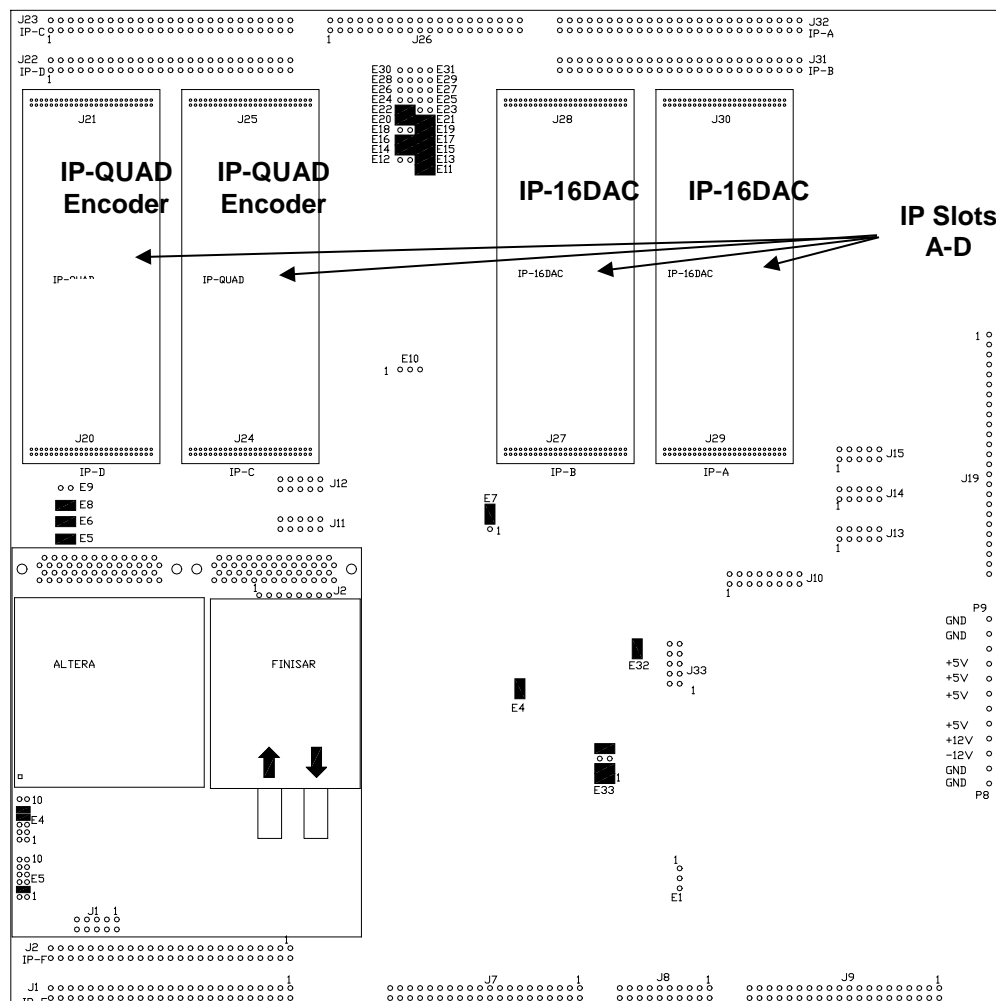 J23
IP-C
1
J26
1
J32
IP-A
J22
IP-D
1
J31
IP-B
E30 E31
E28 E29
E26 E27
E24 E25
E22 E23
E20 E21
E18 E19
E16 E17
E14 E15
E12 E13
E11
J21
J25
J28
J30
IP-QUAD
Encoder
IP-QUAD
Encoder
IP-16DAC
IP-16DAC
IP Slots
A-D
IP-QUAD
IP-QUAD
IP-16DAC
IP-16DAC
E10
1
1
J19
J20
J24
J27
J29
IP-D
IP-C
IP-B
IP-A
E9
E8
E6
E5
J12
J11
E7
1
J15
1
J14
1
J13
1
J10
1
1
J2
ALTERA
FINISAR
E32
J33
1
E4
1
E33
P9
GND
GND
+5V
+5V
+5V
+5V
+12V
-12V
GND
GND
P8
10
E4
1
10
E5
1
J1 1
1
E1
J2
IP-F
1
J1
1
J7
1
J8
1
J9
1